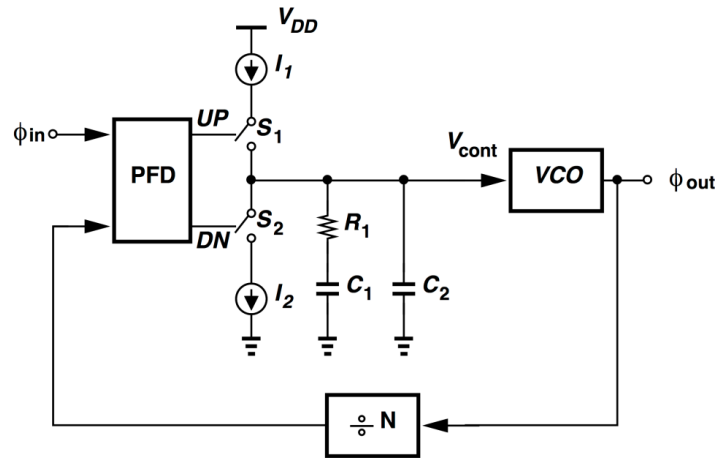 V_DD
I_1
ϕin
UP
S_1
PFD
V_cont
VCO
ϕout
DN
S_2
R_1
C_1
C_2
I_2
÷ N